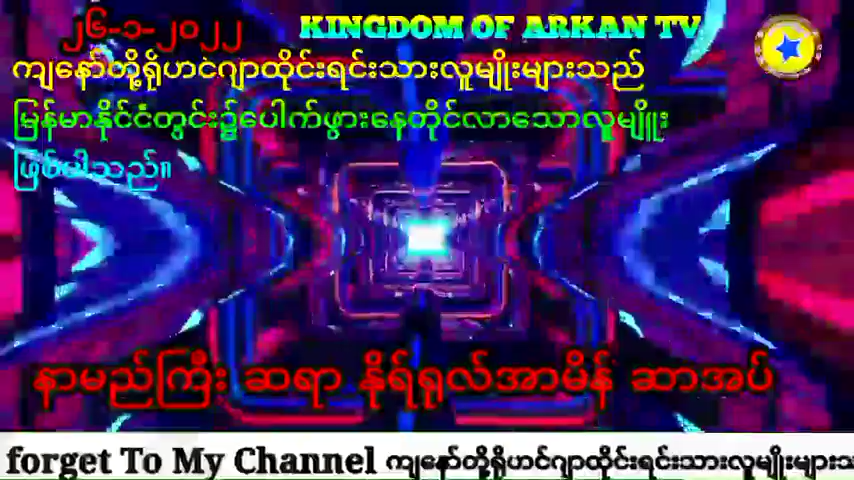 ၂၆-၁-၂၀၂၂ KINGDOM OF ARKAN TV
ကျနော်တို့ရိုဟင်ဂျာထိုင်းရင်းသားလူမျိုးများသည်
မြန်မာနိုင်ငံတွင်း၌ပေါက်ဖွားနေတိုင်လာသောလူမျိူး
ဖြစ်ပါသည်။
နာမည်ကြီး ဆရာ နိုရ်ရုလ်အာမိန် ဆာအပ်
forget To My Channel ကျနော်တို့ရိုဟင်ဂျာထိုင်းရင်းသားလူမျိုးများသ